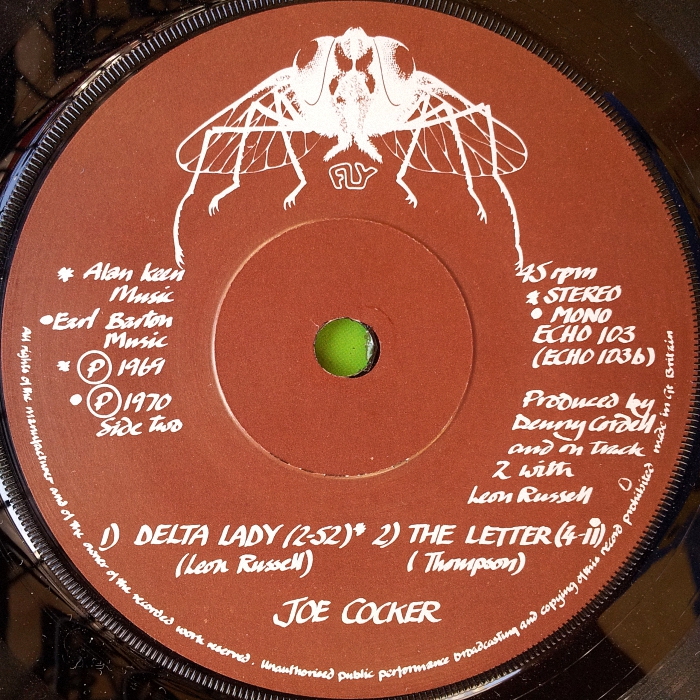 FLY
* Alan Keen
Music
• Earl Barton
Music
* Ⓟ 1969
• Ⓟ 1970
Side Two
45 rpm
* STEREO
• MONO
ECHO 103
(ECHO 103b)
Produced by
Denny Cordell
and on Track
2 with
Leon Russell
1) DELTA LADY (2-52)* 2) THE LETTER (4-11)•
(Leon Russell) (Thompson)
JOE COCKER
All rights of the manufacturer and of the owner of the recorded work reserved. Unauthorised public performance broadcasting and copying of this record prohibited made in Gt Britain